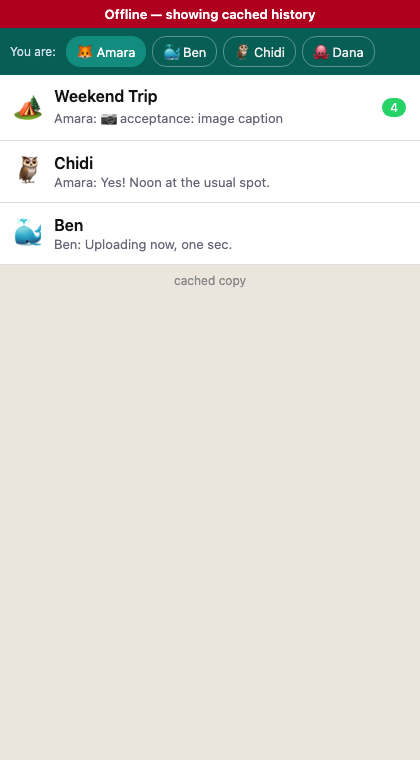 Offline — showing cached history
You are: Amara Ben Chidi Dana
Weekend Trip
Amara: 📷 acceptance: image caption
4
Chidi
Amara: Yes! Noon at the usual spot.
Ben
Ben: Uploading now, one sec.
cached copy